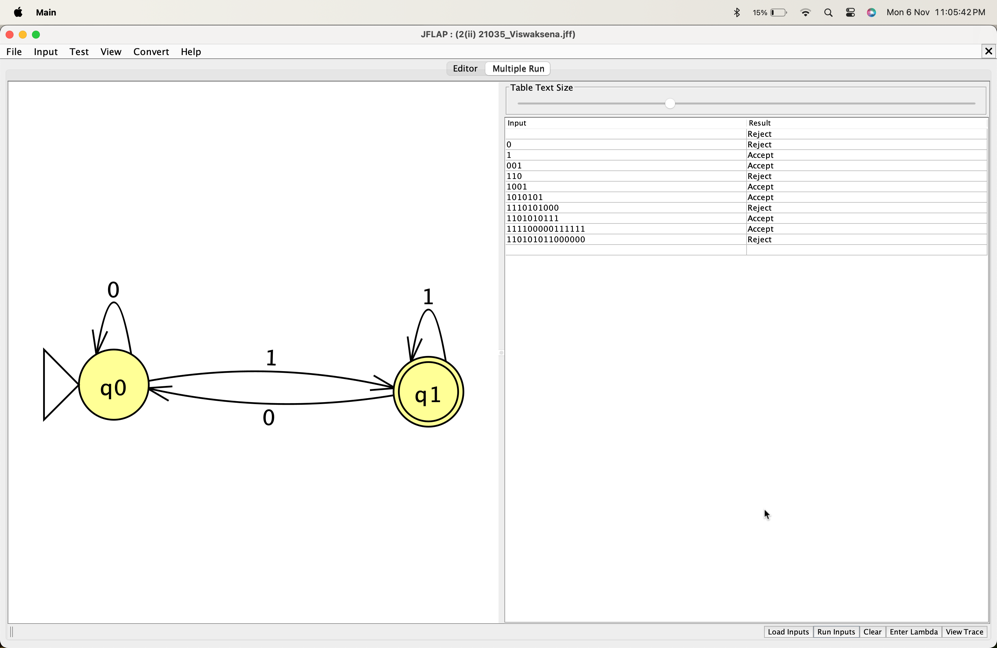 Main
15%
Mon 6 Nov 11:05:42 PM
JFLAP : (2(ii) 21035_Viswaksena.jff)
File Input Test View Convert Help
Editor Multiple Run
Table Text Size
Input Result
Reject
0 Reject
1 Accept
001 Accept
110 Reject
1001 Accept
1010101 Accept
1110101000 Reject
1101010111 Accept
111100000111111 Accept
110101011000000 Reject
0
1
1
q0
q1
0
Load Inputs Run Inputs Clear Enter Lambda View Trace